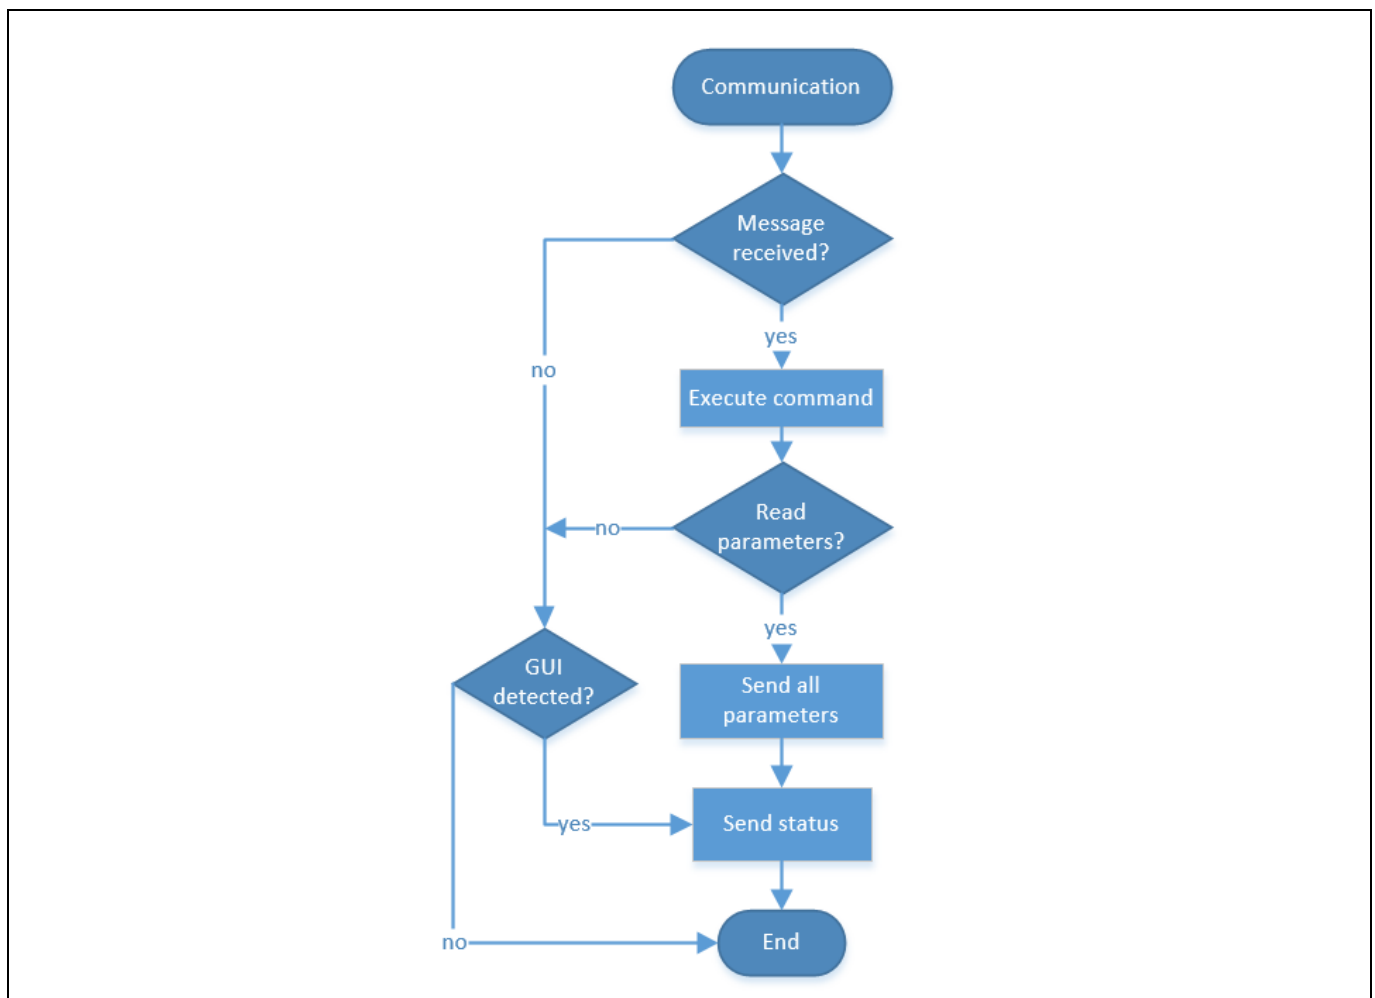 Communication
Message
received?
yes
no
Execute command
Read
parameters?
no
yes
GUI
detected?
Send all
parameters
yes
Send status
no
End